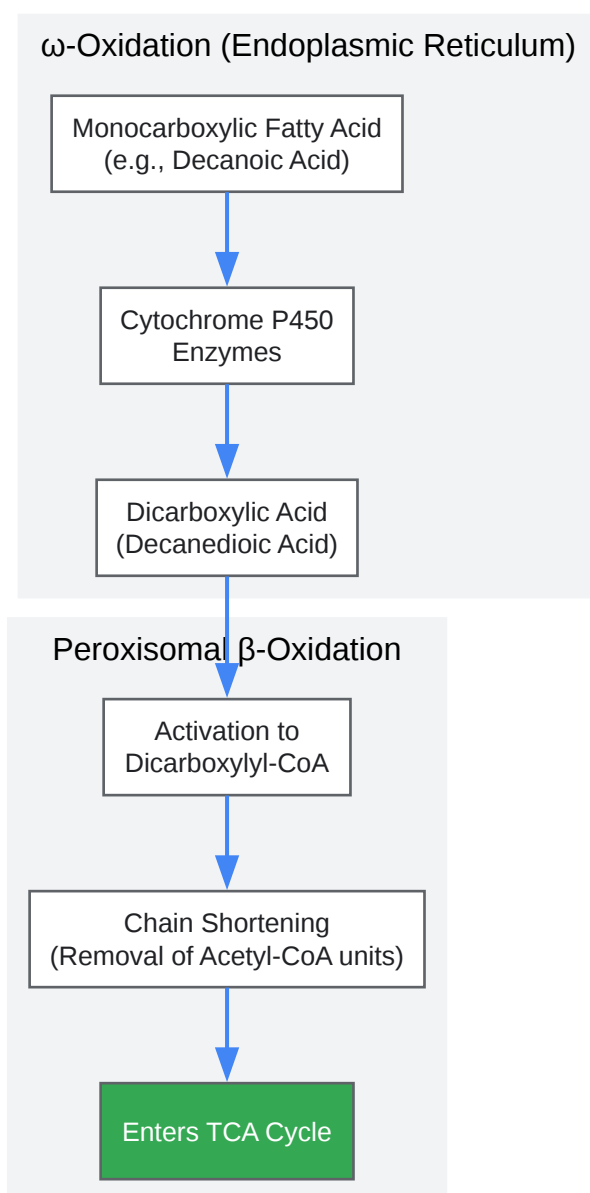 ω-Oxidation (Endoplasmic Reticulum)
Monocarboxylic Fatty Acid
(e.g., Decanoic Acid)
Cytochrome P450
Enzymes
Dicarboxylic Acid
(Decanedioic Acid)
Peroxisomal β-Oxidation
Activation to
Dicarboxylyl-CoA
Chain Shortening
(Removal of Acetyl-CoA units)
Enters TCA Cycle